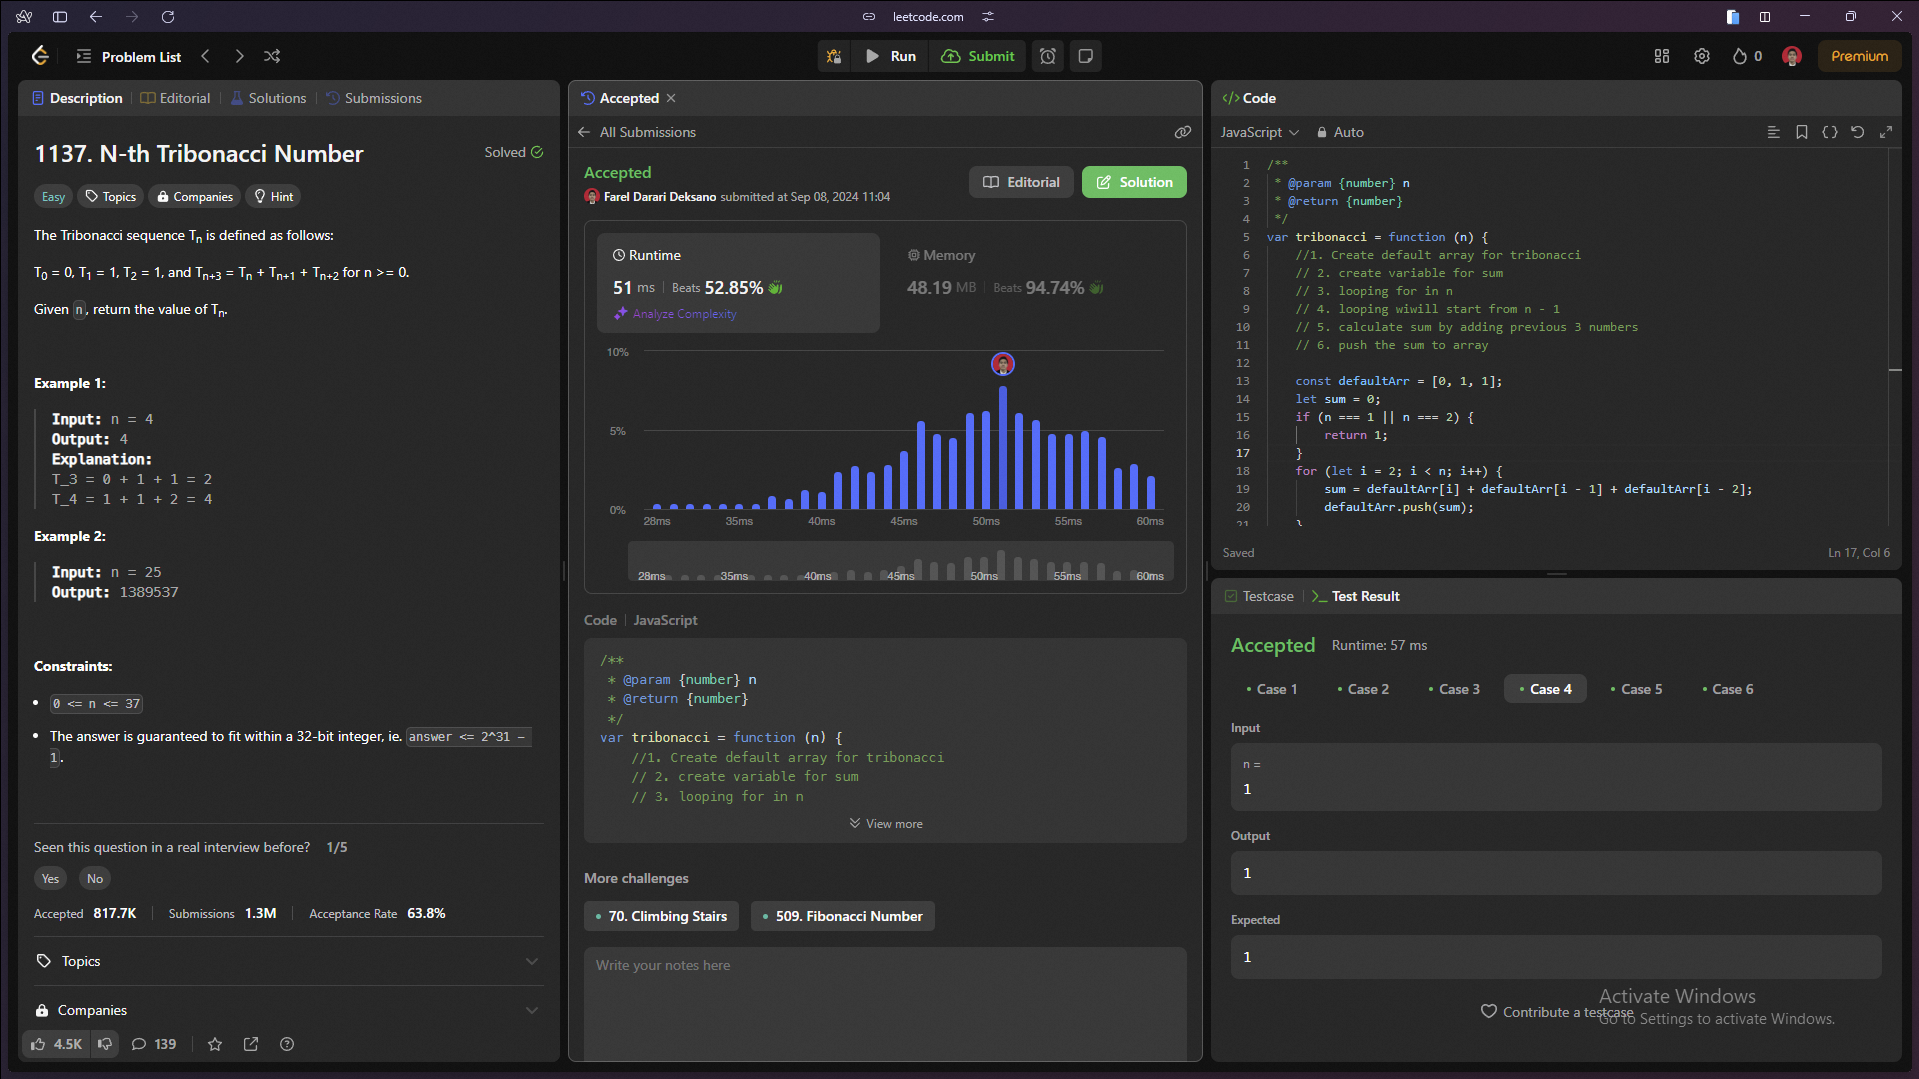 leetcode.com
Problem List
Run
Submit
0
Premium
Description
Editorial
Solutions
Submissions
1137. N-th Tribonacci Number
Solved
Easy
Topics
Companies
Hint
The Tribonacci sequence Tn is defined as follows:
T0 = 0, T1 = 1, T2 = 1, and Tn+3 = Tn + Tn+1 + Tn+2 for n >= 0.
Given n, return the value of Tn.
Example 1:
Input: n = 4
Output: 4
Explanation:
T_3 = 0 + 1 + 1 = 2
T_4 = 1 + 1 + 2 = 4
Example 2:
Input: n = 25
Output: 1389537
Constraints:
• 0 <= n <= 37
• The answer is guaranteed to fit within a 32-bit integer, ie. answer <= 2^31 -
1.
Seen this question in a real interview before? 1/5
Yes
No
Accepted 817.7K
Submissions 1.3M
Acceptance Rate 63.8%
Topics
Companies
4.5K
139
Accepted
All Submissions
Accepted
Farel Darari Deksano submitted at Sep 08, 2024 11:04
Editorial
Solution
Runtime
51 ms
Beats 52.85%
Analyze Complexity
Memory
48.19 MB
Beats 94.74%
10%
5%
0%
28ms 35ms 40ms 45ms 50ms 55ms 60ms
28ms 35ms 40ms 45ms 50ms 55ms 60ms
Code
JavaScript
/**
* @param {number} n
* @return {number}
*/
var tribonacci = function (n) {
//1. Create default array for tribonacci
// 2. create variable for sum
// 3. looping for in n
View more
More challenges
70. Climbing Stairs
509. Fibonacci Number
Write your notes here
</> Code
JavaScript
Auto
1 /**
2 * @param {number} n
3 * @return {number}
4 */
5 var tribonacci = function (n) {
6 //1. Create default array for tribonacci
7 // 2. create variable for sum
8 // 3. looping for in n
9 // 4. looping wiwill start from n - 1
10 // 5. calculate sum by adding previous 3 numbers
11 // 6. push the sum to array
12
13 const defaultArr = [0, 1, 1];
14 let sum = 0;
15 if (n === 1 || n === 2) {
16 return 1;
17 }
18 for (let i = 2; i < n; i++) {
19 sum = defaultArr[i] + defaultArr[i - 1] + defaultArr[i - 2];
20 defaultArr.push(sum);
21 }
Saved
Ln 17, Col 6
Testcase
Test Result
Accepted
Runtime: 57 ms
• Case 1
• Case 2
• Case 3
• Case 4
• Case 5
• Case 6
Input
n =
1
Output
1
Expected
1
Contribute a testcase
Activate Windows
Go to Settings to activate Windows.